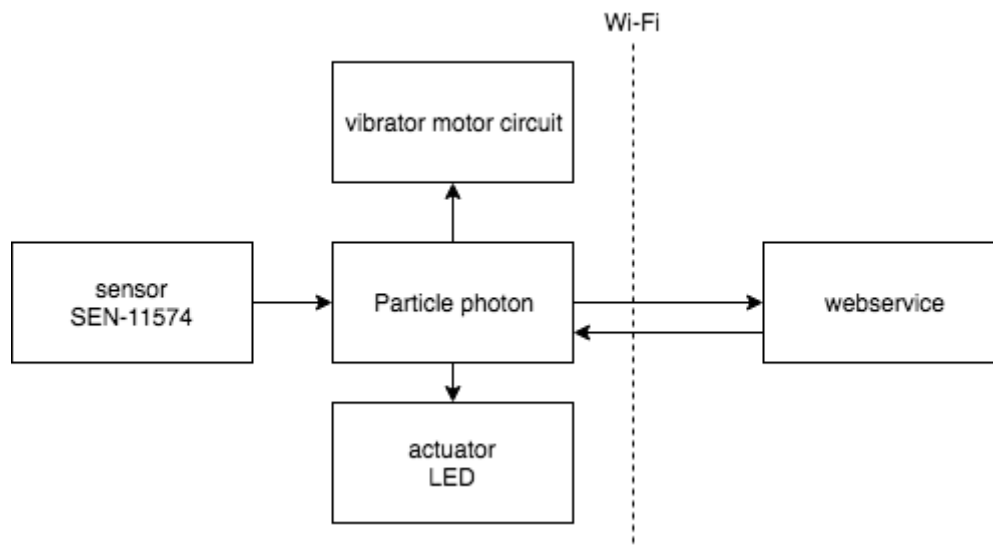 Wi-Fi
vibrator motor circuit
sensor
SEN-11574
Particle photon
webservice
actuator
LED